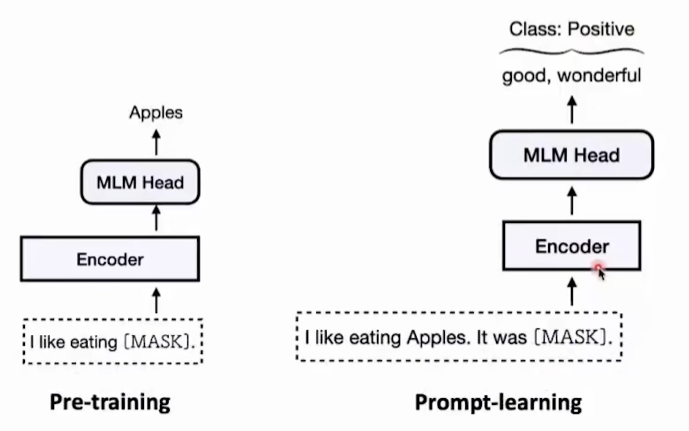 Apples
MLM Head
Encoder
I like eating [MASK].
Pre-training
Class: Positive
good, wonderful
MLM Head
Encoder
I like eating Apples. It was [MASK].
Prompt-learning